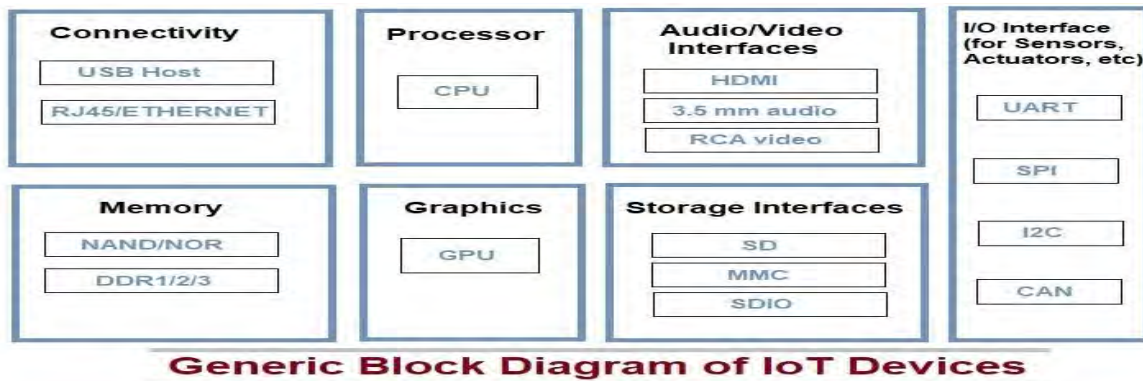 Connectivity
USB Host
RJ45/ETHERNET
Processor
CPU
Audio/Video
Interfaces
HDMI
3.5 mm audio
RCA video
I/O Interface
(for Sensors,
Actuators, etc)
UART
SPI
I2C
CAN
Memory
NAND/NOR
DDR1/2/3
Graphics
GPU
Storage Interfaces
SD
MMC
SDIO
Generic Block Diagram of IoT Devices